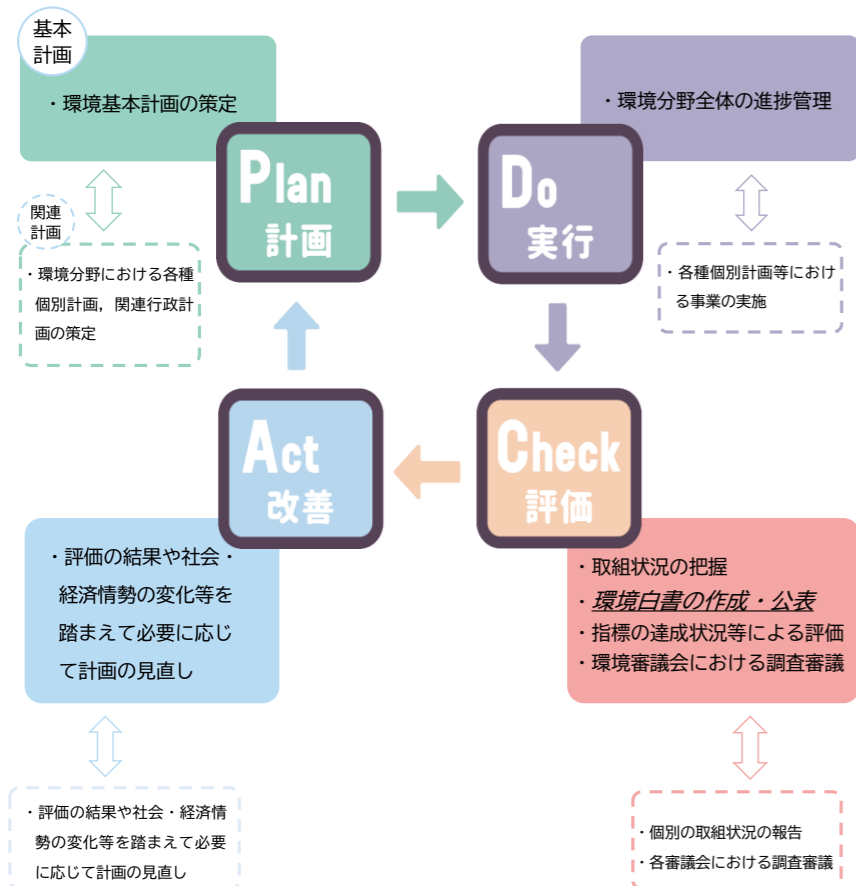 基本
計画
・環境基本計画の策定
・環境分野全体の進捗管理
Plan
計画
Do
実行
関連
計画
・環境分野における各種
個別計画，関連行政計
画の策定
・各種個別計画等におけ
る事業の実施
Act
改善
Check
評価
・評価の結果や社会・
経済情勢の変化等を
踏まえて必要に応じ
て計画の見直し
・取組状況の把握
・環境白書の作成・公表
・指標の達成状況等による評価
・環境審議会における調査審議
・評価の結果や社会・経済情
勢の変化等を踏まえて必要
に応じて計画の見直し
・個別の取組状況の報告
・各審議会における調査審議